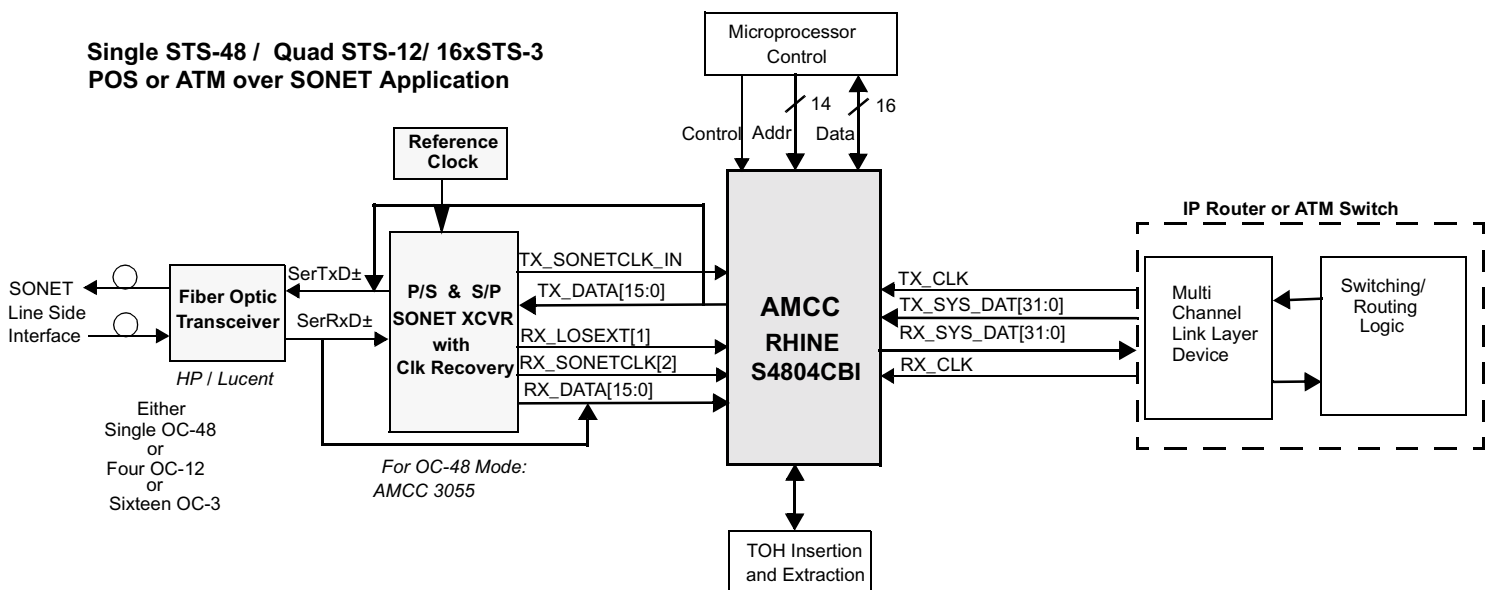 Single STS-48 / Quad STS-12/ 16xSTS-3
POS or ATM over SONET Application
Microprocessor
Control
14
16
Control
Addr
Data
Reference
Clock
IP Router or ATM Switch
SONET
Line Side
Interface
Fiber Optic
Transceiver
SerTxD±
SerRxD±
HP / Lucent
Either
Single OC-48
or
Four OC-12
or
Sixteen OC-3
P/S & S/P
SONET XCVR
with
Clk Recovery
For OC-48 Mode:
AMCC 3055
TX_SONETCLK_IN
TX_DATA[15:0]
RX_LOSEXT[1]
RX_SONETCLK[2]
RX_DATA[15:0]
AMCC
RHINE
S4804CBI
TX_CLK
TX_SYS_DAT[31:0]
RX_SYS_DAT[31:0]
RX_CLK
Multi
Channel
Link Layer
Device
Switching/
Routing
Logic
TOH Insertion
and Extraction